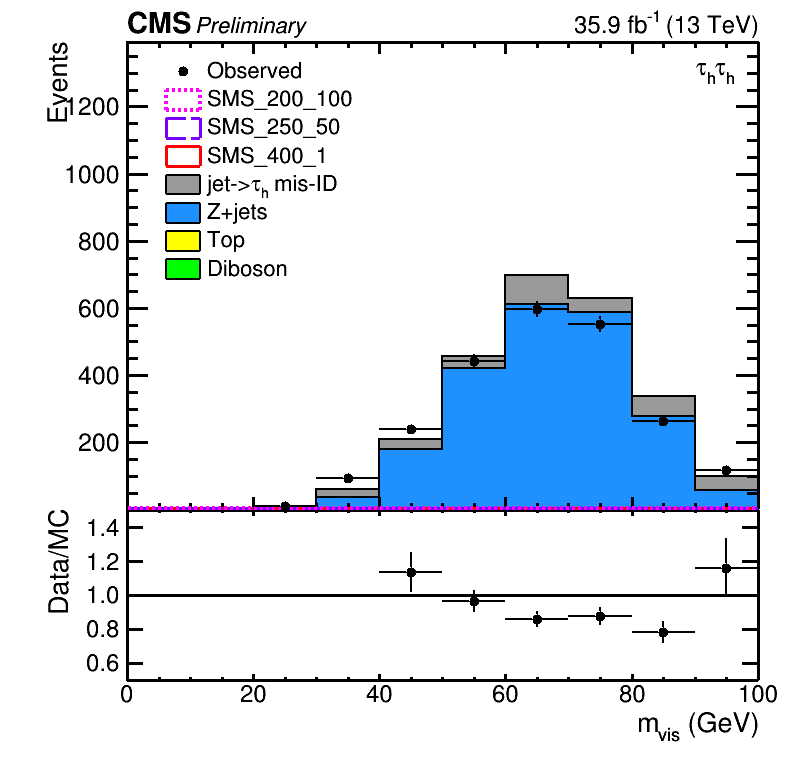 CMS Preliminary 35.9 fb⁻¹ (13 TeV)
Events
τₕτₕ
Observed
SMS_200_100
SMS_250_50
SMS_400_1
jet->τₕ mis-ID
Z+jets
Top
Diboson
1200
1000
800
600
400
200
Data/MC
1.4
1.2
1.0
0.8
0.6
0 20 40 60 80 100
m_vis (GeV)